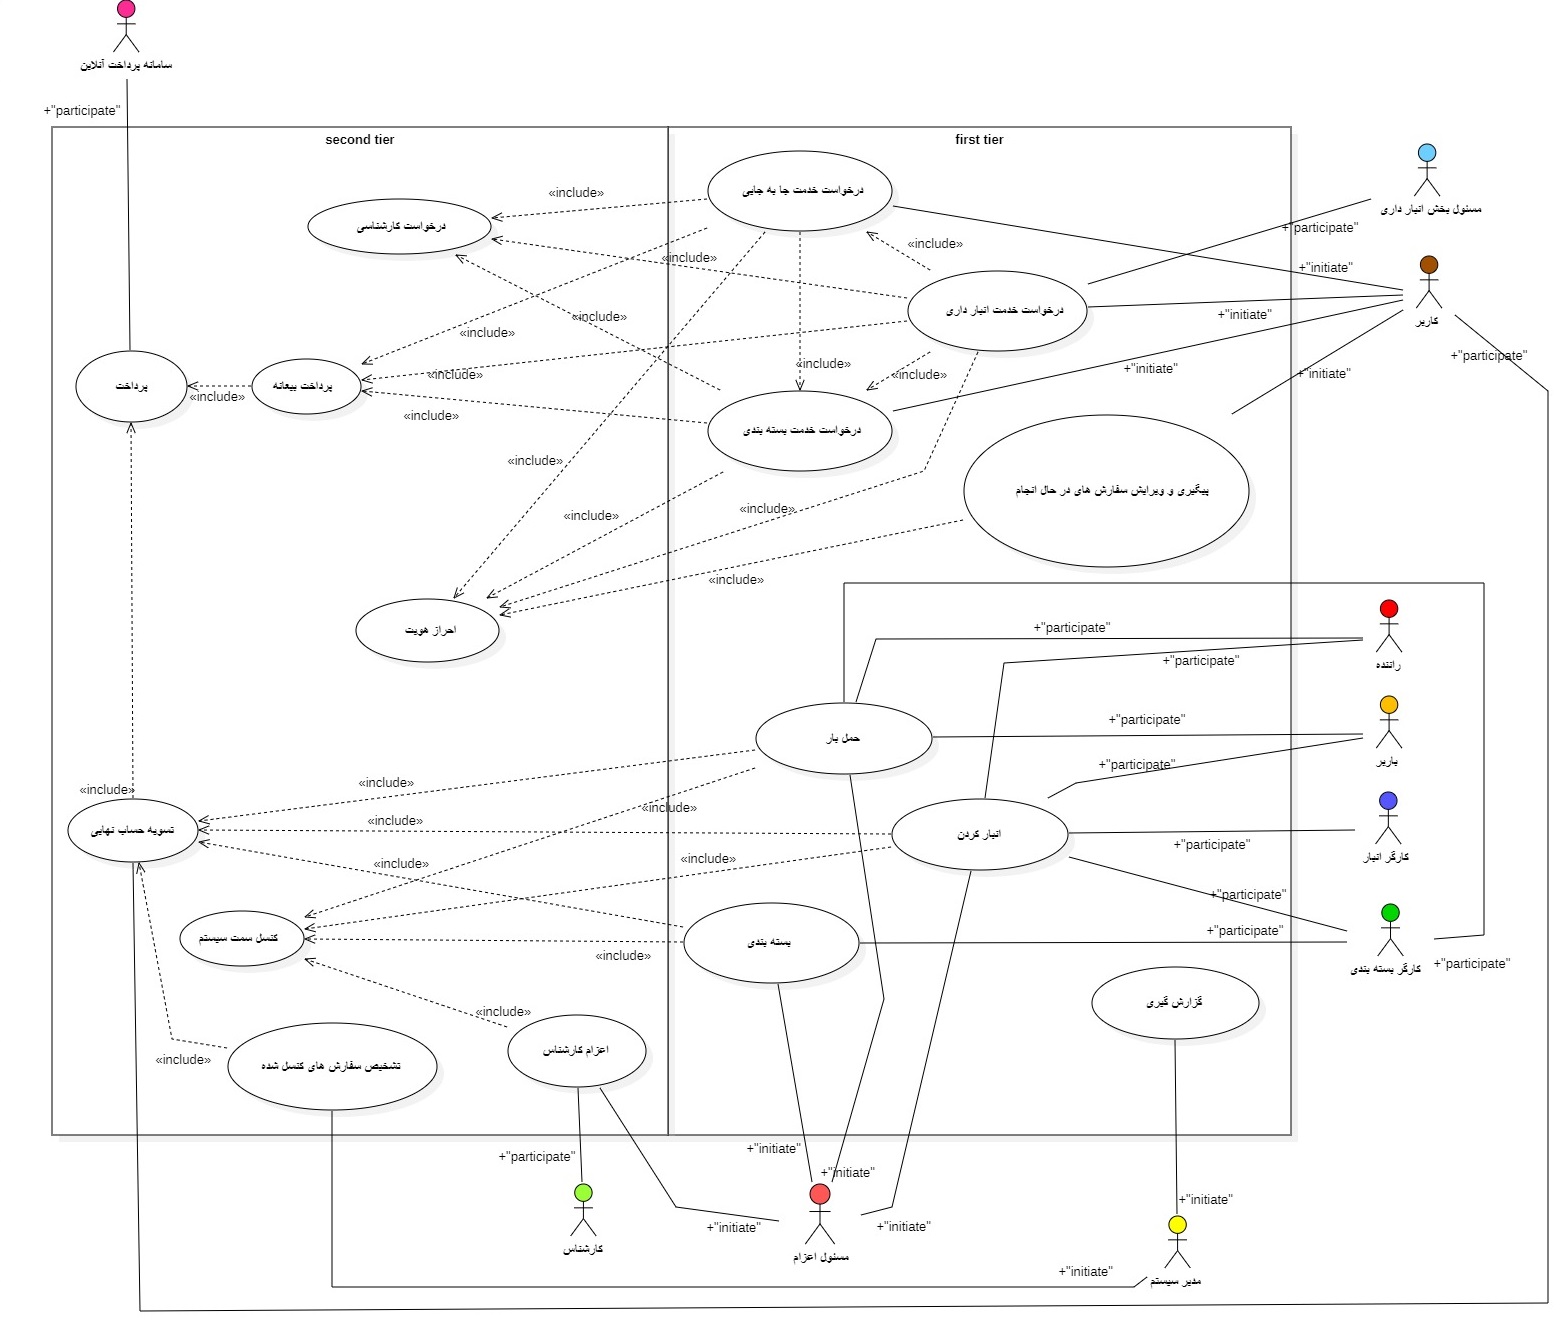 سامانه پرداخت آنلاین
+"participate"
second tier
first tier
مسئول بخش انبار داری
+"participate"
درخواست خدمت جا به جایی
«include»
درخواست کارشناسی
«include»
«include»
+"initiate"
کاربر
درخواست خدمت انبار داری
+"initiate"
«include»
«include»
«include»
+"participate"
+"initiate"
+"initiate"
«include»
«include»
پرداخت
پرداخت بیعانه
«include»
«include»
درخواست خدمت بسته بندی
«include»
پیگیری و ویرایش سفارش های در حال انجام
«include»
«include»
«include»
احراز هویت
+"participate"
+"participate"
راننده
+"participate"
حمل بار
باربر
+"participate"
«include»
«include»
«include»
«include»
تسویه حساب نهایی
انبار کردن
+"participate"
کارگر انبار
«include»
«include»
+"participate"
+"participate"
کنسل سمت سیستم
بسته بندی
«include»
کارگر بسته بندی
+"participate"
گزارش گیری
«include»
اعزام کارشناس
«include»
تشخیص سفارش های کنسل شده
+"participate"
+"initiate"
+"initiate"
+"initiate"
+"initiate"
+"initiate"
کارشناس
مسئول اعزام
+"initiate"
مدیر سیستم